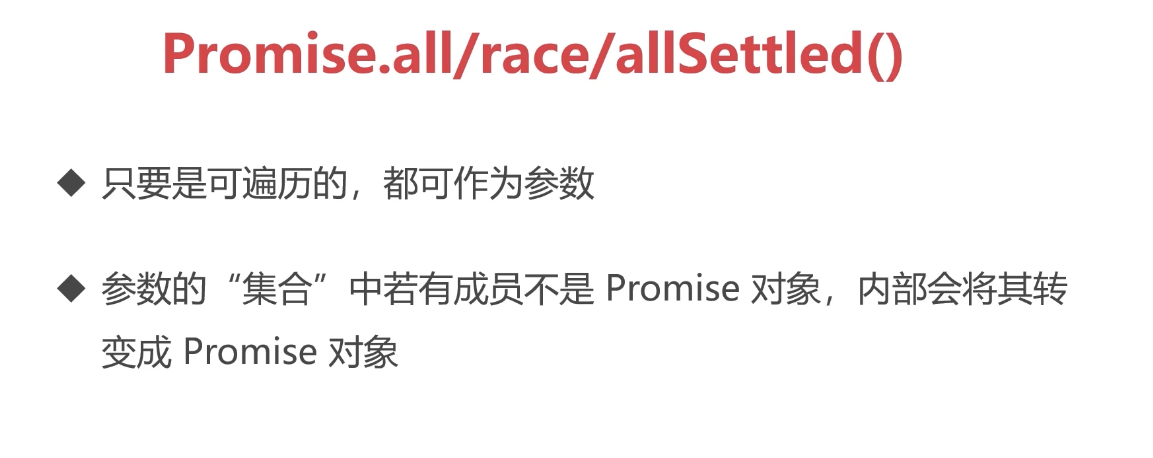 Promise.all/race/allSettled()
◆ 只要是可遍历的，都可作为参数
◆ 参数的“集合”中若有成员不是 Promise 对象，内部会将其转
变成 Promise 对象